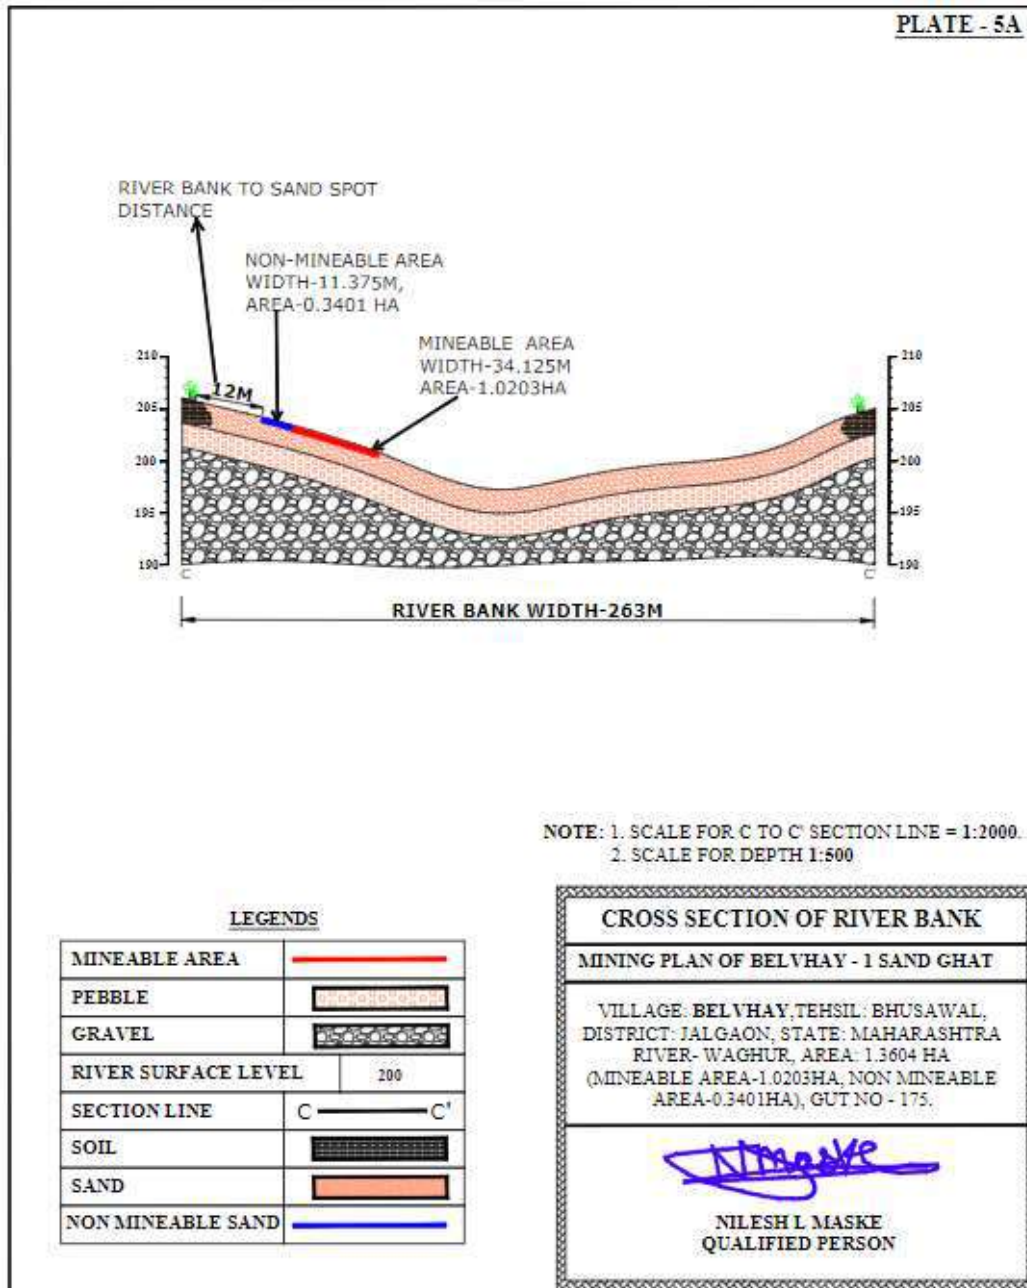 PLATE - 5A
RIVER BANK TO SAND SPOT
DISTANCE
NON-MINEABLE AREA
WIDTH-11.375M,
AREA-0.3401 HA
MINEABLE AREA
WIDTH-34.125M
AREA-1.0203HA
12M
210
205
200
195
190
210
205
200
195
190
C
C'
RIVER BANK WIDTH-263M
NOTE: 1. SCALE FOR C TO C' SECTION LINE = 1:2000.
2. SCALE FOR DEPTH 1:500
LEGENDS
MINEABLE AREA
PEBBLE
GRAVEL
RIVER SURFACE LEVEL 200
SECTION LINE C C'
SOIL
SAND
NON MINEABLE SAND
CROSS SECTION OF RIVER BANK
MINING PLAN OF BELVHAY - 1 SAND GHAT
VILLAGE: BELVHAY,TEHSIL: BHUSAWAL,
DISTRICT: JALGAON, STATE: MAHARASHTRA
RIVER- WAGHUR, AREA: 1.3604 HA
(MINEABLE AREA-1.0203HA, NON MINEABLE
AREA-0.3401HA), GUT NO - 175.
NMaske
NILESH L MASKE
QUALIFIED PERSON